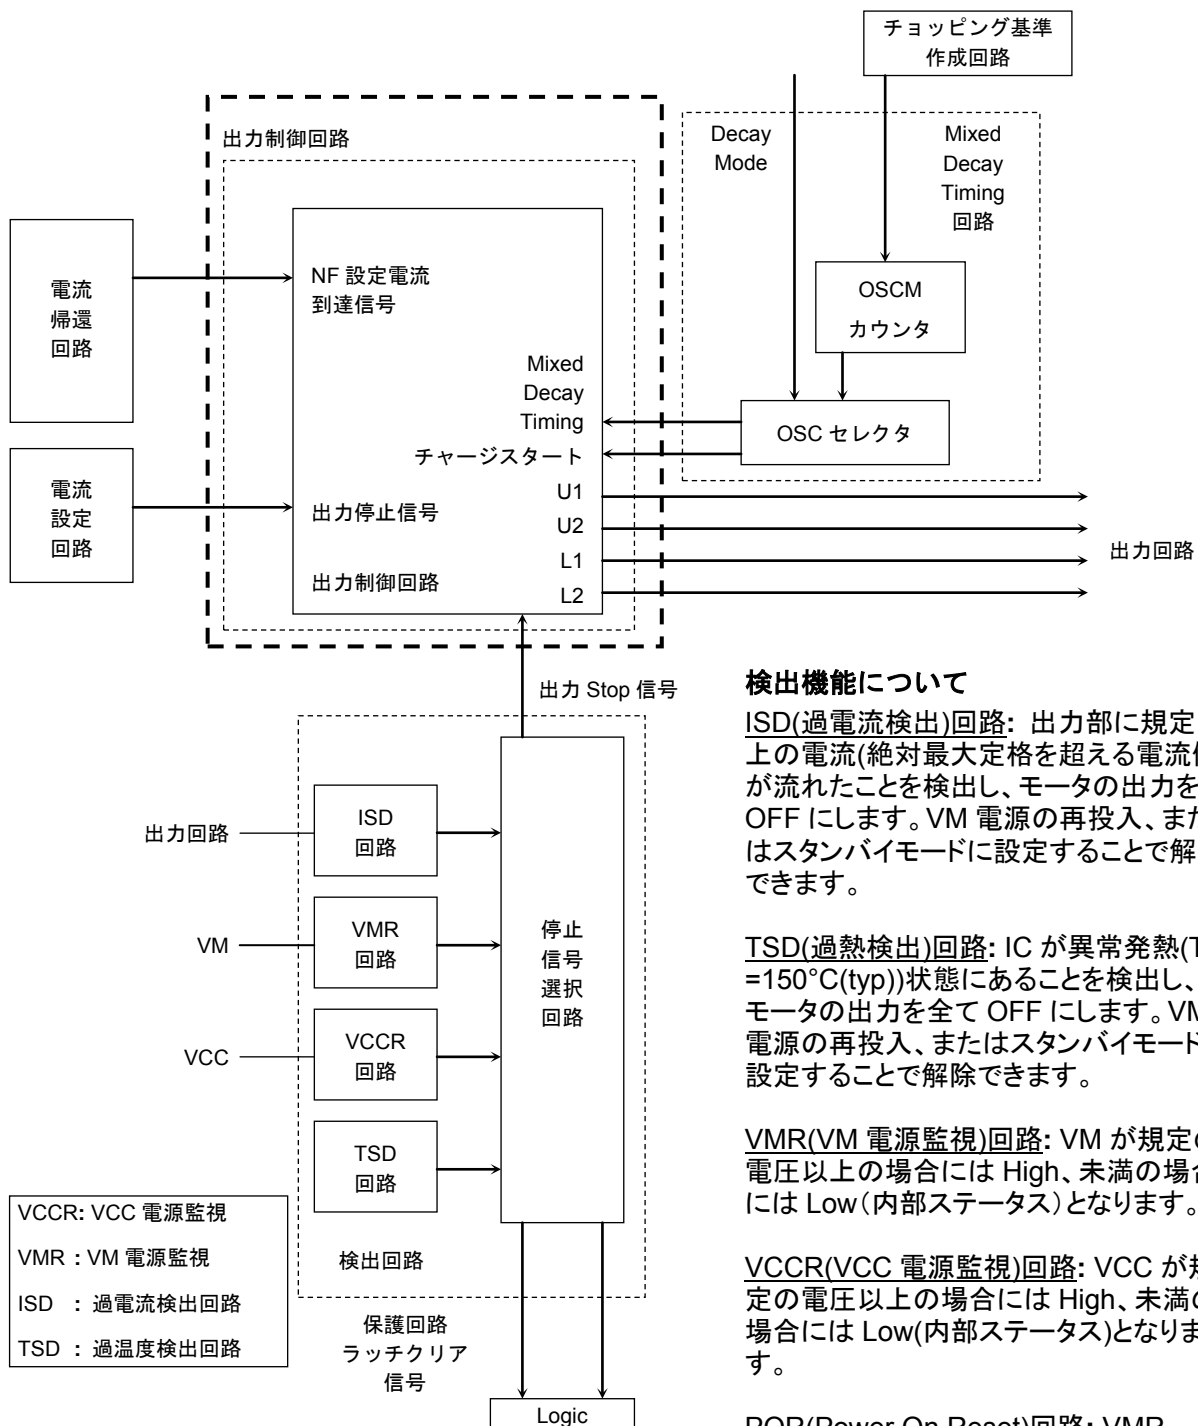 チョッピング基準
作成回路
Decay
Mode
Mixed
Decay
Timing
回路
OSCM
カウンタ
OSC セレクタ
出力制御回路
電流
帰還
回路
電流
設定
回路
NF 設定電流
到達信号
Mixed
Decay
Timing
チャージスタート
U1
出力停止信号
U2
L1
出力制御回路
L2
出力回路
出力 Stop 信号
出力回路
ISD
回路
VM
VMR
回路
VCC
VCCR
回路
TSD
回路
停止
信号
選択
回路
検出回路
保護回路
ラッチクリア
信号
Logic
VCCR: VCC 電源監視
VMR : VM 電源監視
ISD : 過電流検出回路
TSD : 過温度検出回路
検出機能について
ISD(過電流検出)回路: 出力部に規定
上の電流(絶対最大定格を超える電流
が流れたことを検出し、モータの出力を
OFF にします。VM 電源の再投入、また
はスタンバイモードに設定することで解
できます。
TSD(過熱検出)回路: IC が異常発熱(T
=150°C(typ))状態にあることを検出し、
モータの出力を全て OFF にします。VM
電源の再投入、またはスタンバイモード
設定することで解除できます。
VMR(VM 電源監視)回路: VM が規定の
電圧以上の場合には High、未満の場合
には Low（内部ステータス）となります。
VCCR(VCC 電源監視)回路: VCC が規
定の電圧以上の場合には High、未満の
場合には Low(内部ステータス)となりま
す。
POR(Power On Reset)回路: VMR